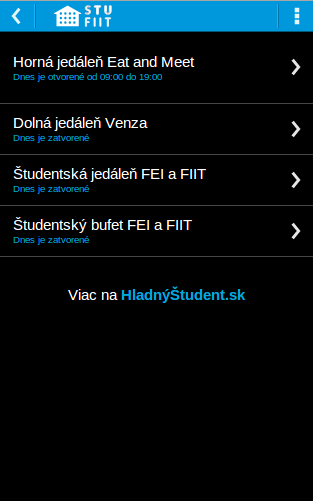 STU
FIIT
Horná jedáleň Eat and Meet
Dnes je otvorené od 09:00 do 19:00
Dolná jedáleň Venza
Dnes je zatvorené
Študentská jedáleň FEI a FIIT
Dnes je zatvorené
Študentský bufet FEI a FIIT
Dnes je zatvorené
Viac na HladnýŠtudent.sk